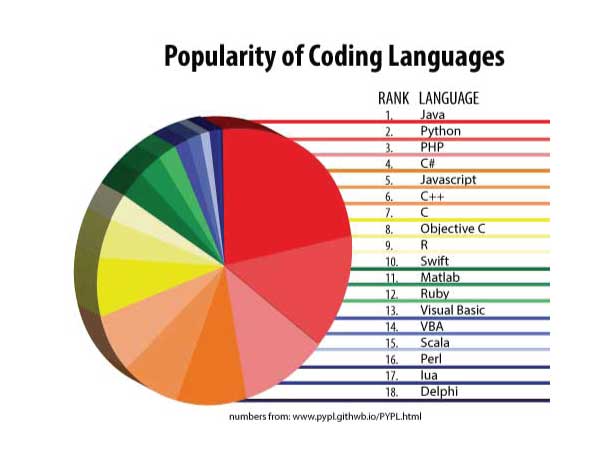 Popularity of Coding Languages
RANK LANGUAGE
1. Java
2. Python
3. PHP
4. C#
5. Javascript
6. C++
7. C
8. Objective C
9. R
10. Swift
11. Matlab
12. Ruby
13. Visual Basic
14. VBA
15. Scala
16. Perl
17. lua
18. Delphi
numbers from: www.pypl.githwb.io/PYPL.html